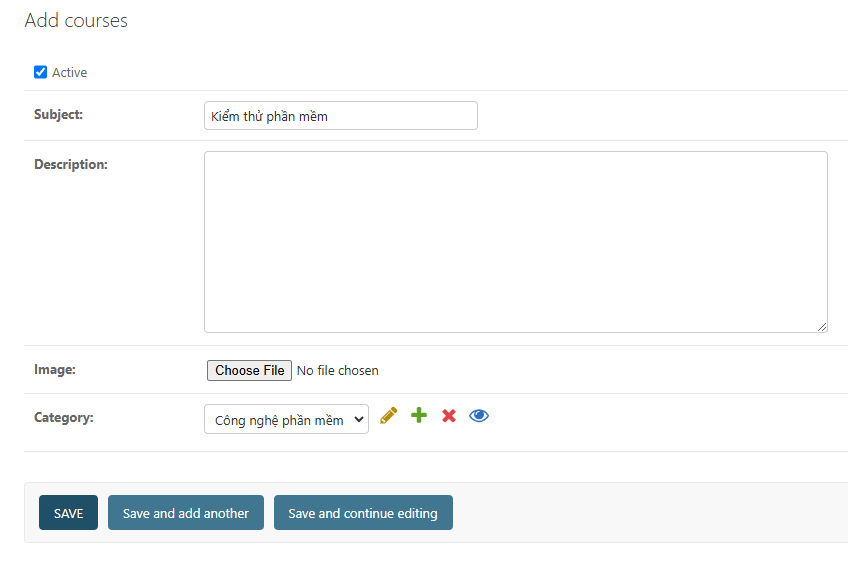 Add courses
Active
Subject:
Kiểm thử phần mềm
Description:
Image:
Choose File No file chosen
Category:
Công nghệ phần mềm
SAVE
Save and add another
Save and continue editing